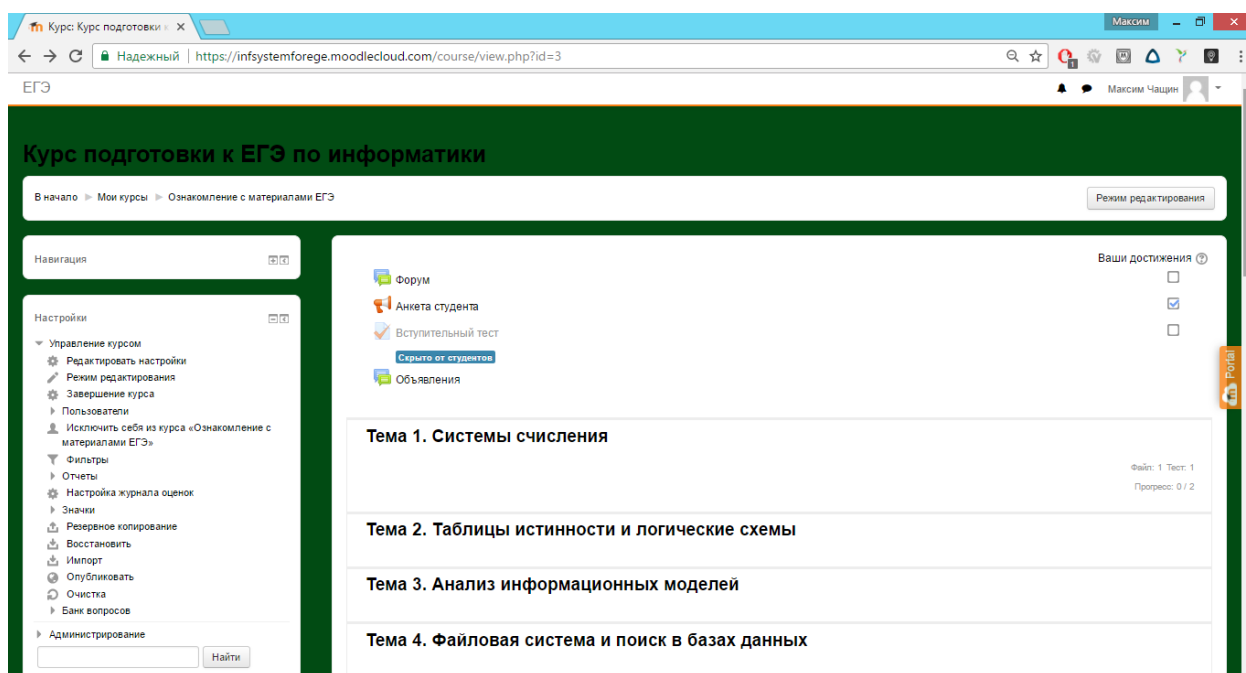 Курс: Курс подготовки к
Максим
Надежный https://infsystemforege.moodlecloud.com/course/view.php?id=3
1
ЕГЭ
Максим Чащин
Курс подготовки к ЕГЭ по информатики
В начало Мои курсы Ознакомление с материалами ЕГЭ
Режим редактирования
Навигация
Настройки
Управление курсом
Редактировать настройки
Режим редактирования
Завершение курса
Пользователи
Исключить себя из курса «Ознакомление с
материалами ЕГЭ»
Фильтры
Отчеты
Настройка журнала оценок
Значки
Резервное копирование
Восстановить
Импорт
Опубликовать
Очистка
Банк вопросов
Администрирование
Найти
Ваши достижения
Форум
Анкета студента
Вступительный тест
Скрыто от студентов
Объявления
Тема 1. Системы счисления
Файл: 1 Тест: 1
Прогресс: 0 / 2
Тема 2. Таблицы истинности и логические схемы
Тема 3. Анализ информационных моделей
Тема 4. Файловая система и поиск в базах данных
Portal